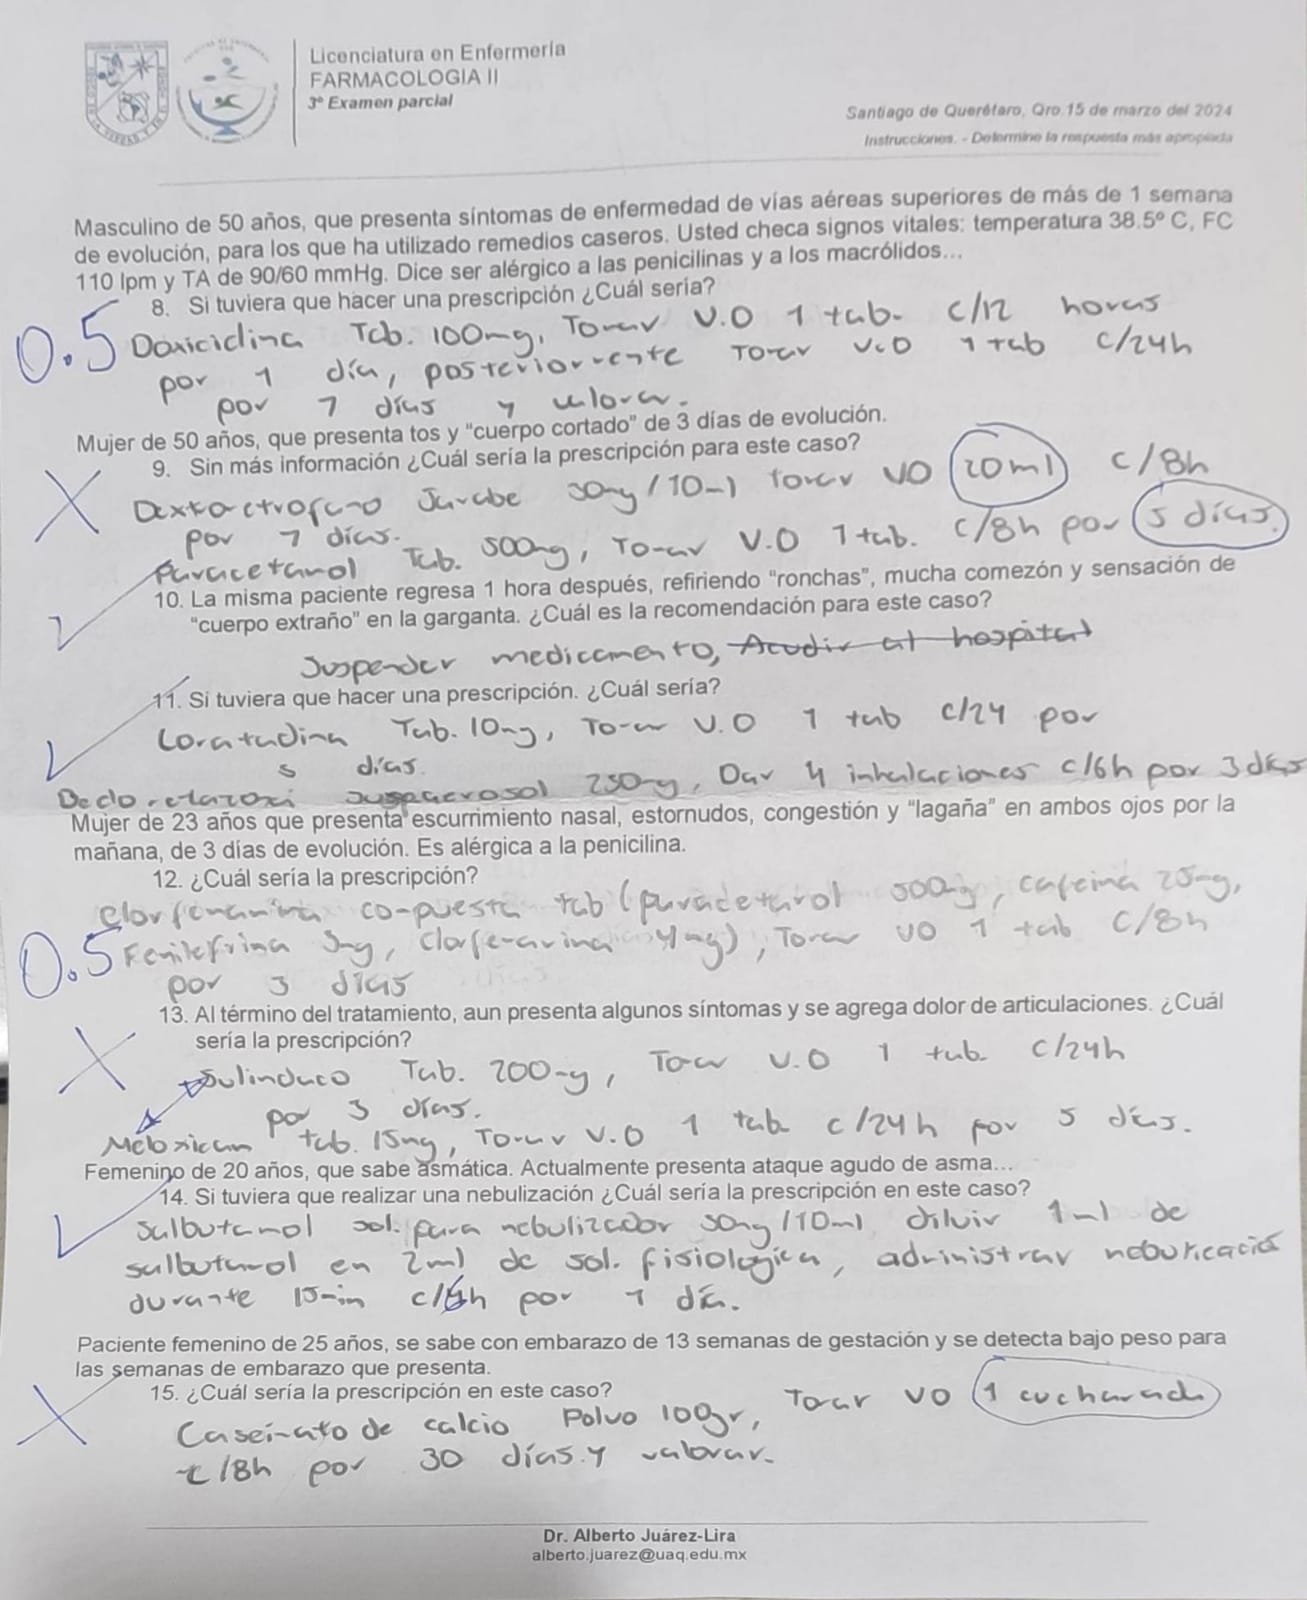 Licenciatura en Enfermería
FARMACOLOGIA II
3° Examen parcial
Santiago de Querétaro, Qro.15 de marzo del 2024
Instrucciones. - Determine la respuesta más apropiada
Masculino de 50 años, que presenta síntomas de enfermedad de vías aéreas superiores de más de 1 semana
de evolución, para los que ha utilizado remedios caseros. Usted checa signos vitales: temperatura 38.5° C, FC
110 lpm y TA de 90/60 mmHg. Dice ser alérgico a las penicilinas y a los macrólidos...
8. Si tuviera que hacer una prescripción ¿Cuál sería?
0.5
Doxiciclina Tab. 100mg, Tomar V.O 1 tab. c/12 horas
por 1 día, posteriormente Tomar V.O 1 tab c/24h
por 7 días y valorar.
Mujer de 50 años, que presenta tos y “cuerpo cortado” de 3 días de evolución.
9. Sin más información ¿Cuál sería la prescripción para este caso?
Jarabe 30mg/10ml tomar VO 20ml c/8h
por 7 días.
Paracetamol Tab. 500mg, Tomar V.O 1 tab. c/8h por 5 días.
10. La misma paciente regresa 1 hora después, refiriendo “ronchas”, mucha comezón y sensación de
“cuerpo extraño” en la garganta. ¿Cuál es la recomendación para este caso?
Suspender medicamento, Acudir al hospital
11. Si tuviera que hacer una prescripción. ¿Cuál sería?
Loratadina Tab. 10mg, Tomar V.O 1 tab c/24 por
5 días.
250mg, Dar 4 inhalaciones c/6h por 3 días
Mujer de 23 años que presenta escurrimiento nasal, estornudos, congestión y “lagaña” en ambos ojos por la
mañana, de 3 días de evolución. Es alérgica a la penicilina.
12. ¿Cuál sería la prescripción?
Clorfenamina compuesta tab (paracetamol 500mg, cafeina 25mg,
0.5
Fenilefrina 5mg, clorfenamina 4mg), Tomar VO 1 tab c/8h
por 3 días
13. Al término del tratamiento, aun presenta algunos síntomas y se agrega dolor de articulaciones. ¿Cuál
sería la prescripción?
Sulindaco Tab. 200mg, Tomar V.O 1 tab. c/24h
por 3 días.
Meloxicam tab. 15mg, Tomar V.O 1 tab c/24h por 5 días.
Femenino de 20 años, que sabe asmática. Actualmente presenta ataque agudo de asma...
14. Si tuviera que realizar una nebulización ¿Cuál sería la prescripción en este caso?
Salbutamol sol. para nebulizador 50mg/10ml diluir 1ml de
salbutamol en 2ml de sol. fisiologica, administrar
durante 15min por 1 día.
Paciente femenino de 25 años, se sabe con embarazo de 13 semanas de gestación y se detecta bajo peso para
las semanas de embarazo que presenta.
15. ¿Cuál sería la prescripción en este caso?
Caseinato de calcio Polvo 100gr, Tomar VO 1 cucharada
c/8h por 30 días y valorar.
Dr. Alberto Juárez-Lira
alberto.juarez@uaq.edu.mx